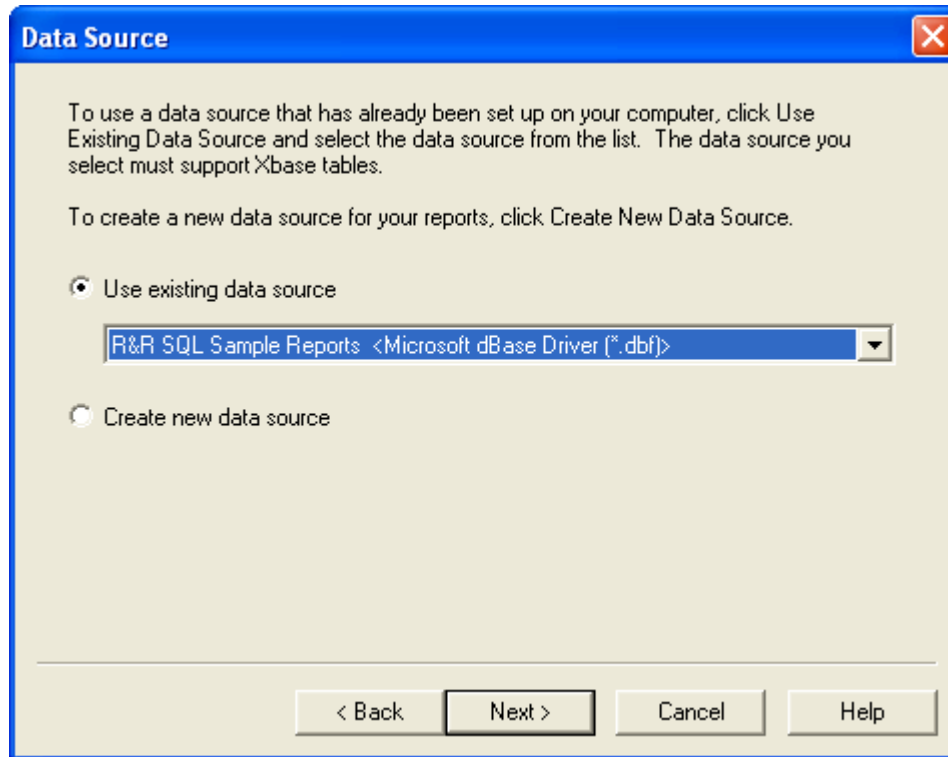 Data Source
To use a data source that has already been set up on your computer, click Use
Existing Data Source and select the data source from the list.  The data source you
select must support Xbase tables.
To create a new data source for your reports, click Create New Data Source.
Use existing data source
R&R SQL Sample Reports  <Microsoft dBase Driver (*.dbf)>
Create new data source
< Back Next > Cancel Help